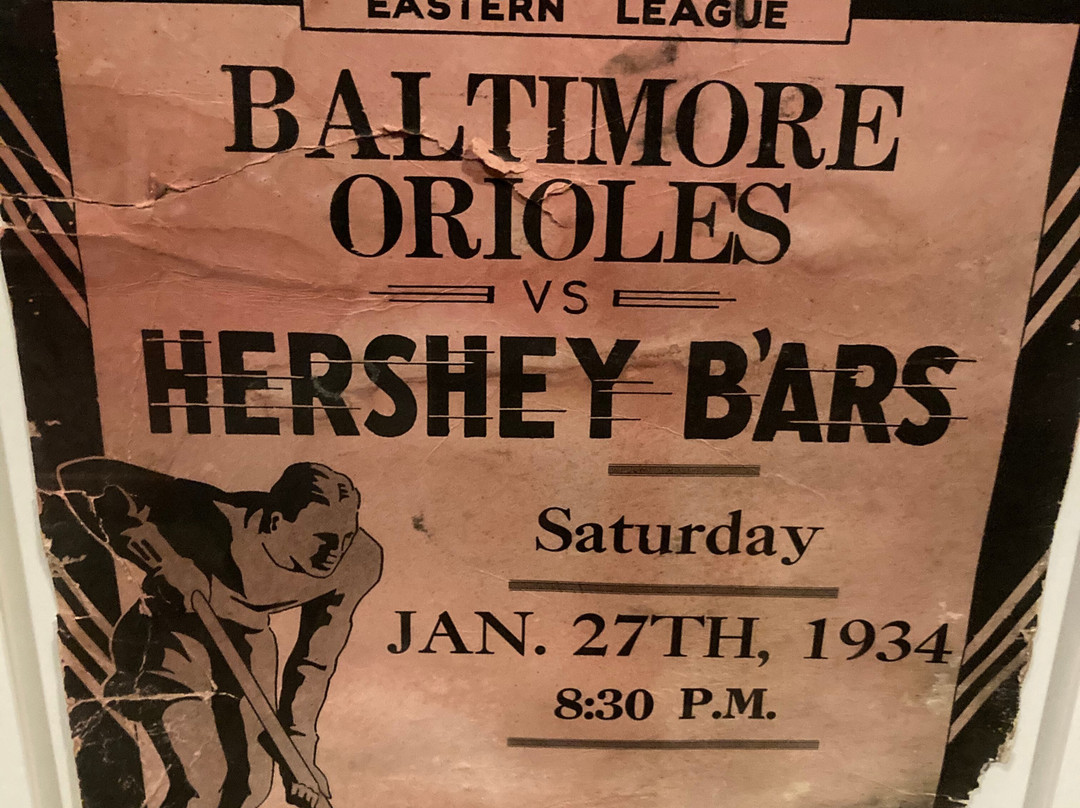 EASTERN LEAGUE
BALTIMORE
ORIOLES
VS
HERSHEY B'ARS
Saturday
JAN. 27TH, 1934
8:30 P.M.